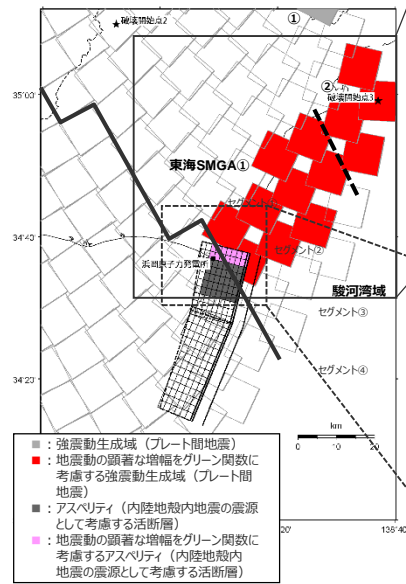 ①
★破壊開始点2
35°00'
②
破壊開始点3
東海SMGA①
セグメント①
34°40'
セグメント②
浜岡原子力発電所
駿河湾域
セグメント③
セグメント④
34°20'
km
0
10
20
■：強震動生成域（プレート間地震）
■：地震動の顕著な増幅をグリーン関数に
考慮する強震動生成域（プレート間
地震）
■：アスペリティ（内陸地殻内地震の震源
として考慮する活断層）
■：地震動の顕著な増幅をグリーン関数に
考慮するアスペリティ（内陸地殻内
地震の震源として考慮する活断層）
138°40'